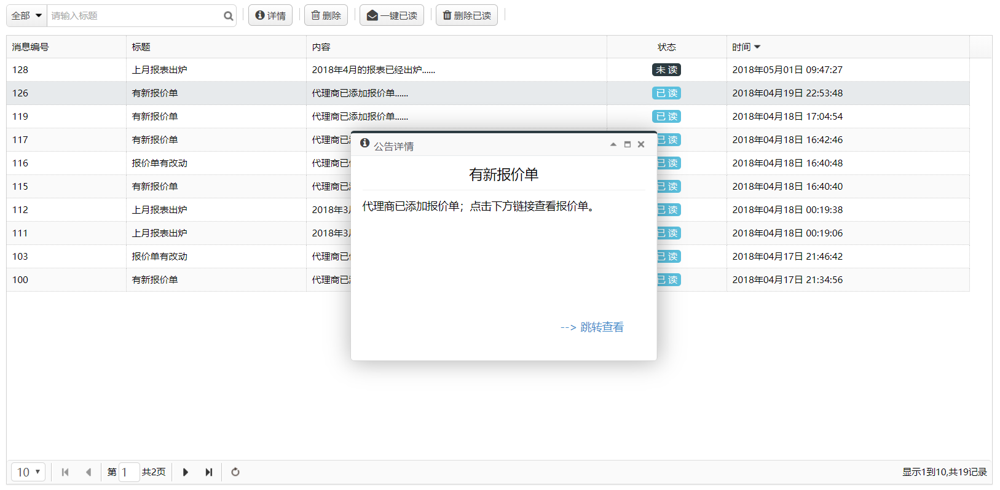 全部 请输入标题 详情 删除 一键已读 删除已读
消息编号 标题 内容 状态 时间
128 上月报表出炉 2018年4月的报表已经出炉...... 未 读 2018年05月01日 09:47:27
126 有新报价单 代理商已添加报价单...... 已 读 2018年04月19日 22:53:48
119 有新报价单 代理商已添加报价单...... 已 读 2018年04月18日 17:04:54
117 有新报价单 代理商已 已 读 2018年04月18日 16:42:46
116 报价单有改动 代理商已 已 读 2018年04月18日 16:40:48
115 有新报价单 代理商已 已 读 2018年04月18日 16:40:40
112 上月报表出炉 2018年3 已 读 2018年04月18日 00:19:38
111 上月报表出炉 2018年3 已 读 2018年04月18日 00:19:06
103 报价单有改动 代理商已 已 读 2018年04月17日 21:46:42
100 有新报价单 代理商已 已 读 2018年04月17日 21:34:56
公告详情
有新报价单
代理商已添加报价单；点击下方链接查看报价单。
--> 跳转查看
10 第 1 共2页 显示1到10,共19记录